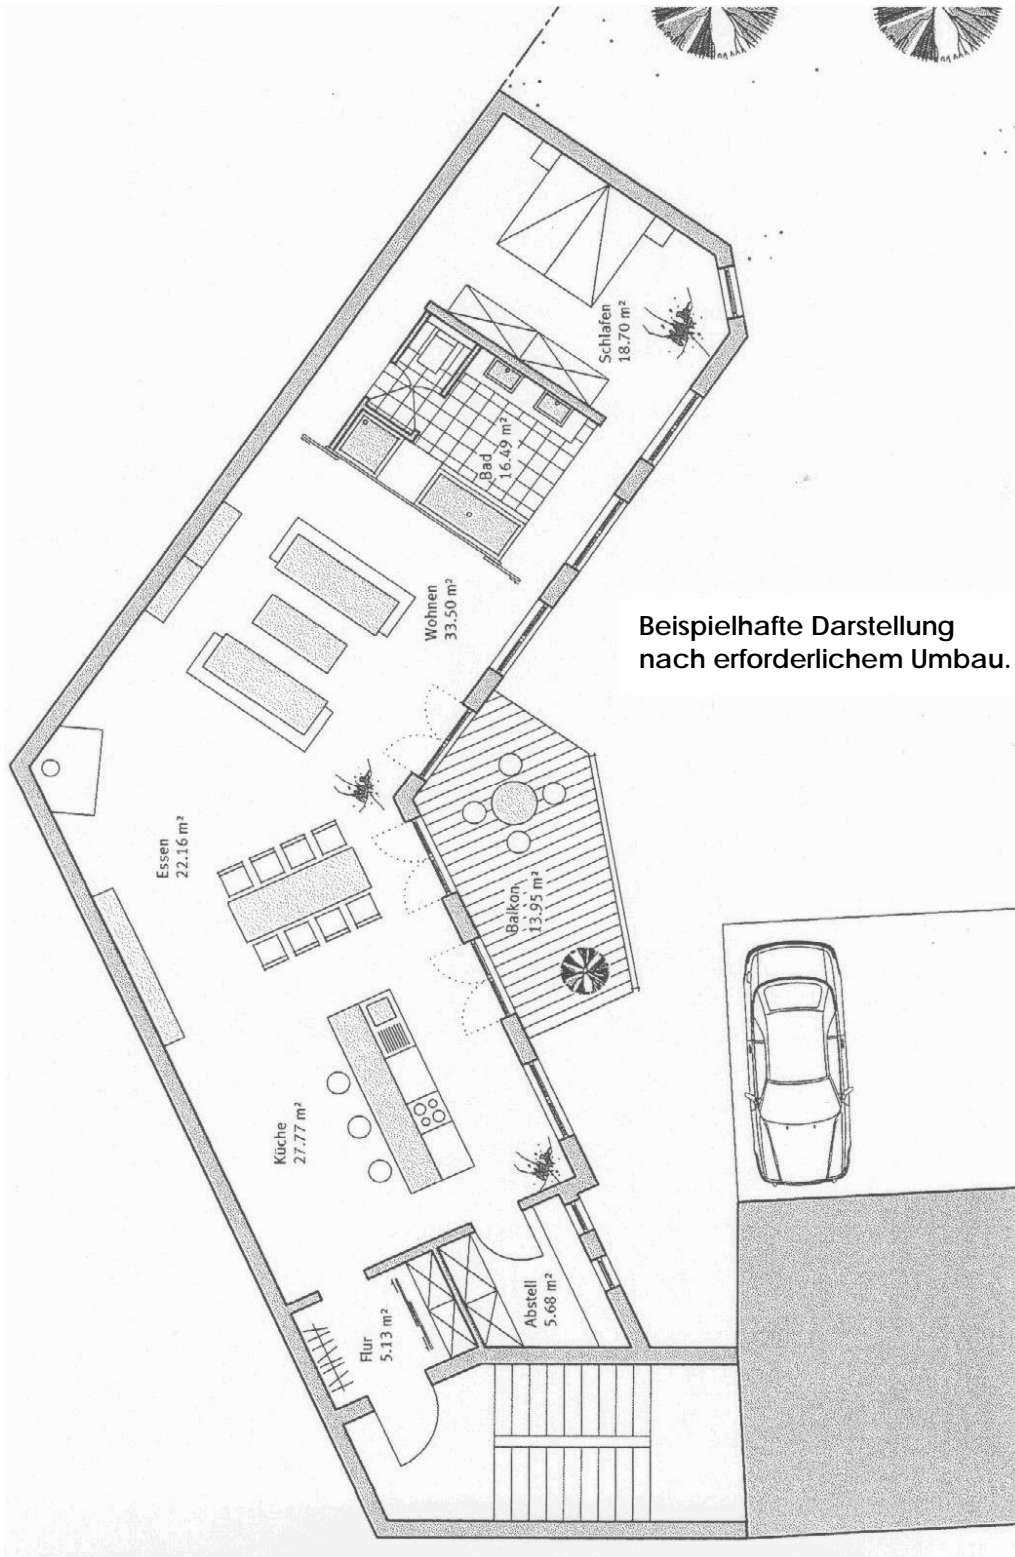 Schlafen
18.70 m²
Bad
16.49 m²
Wohnen
33.50 m²
Beispielhafte Darstellung
nach erforderlichem Umbau.
Essen
22.16 m²
Balkon
13.95 m²
Küche
27.77 m²
Abstell
5.68 m²
Flur
5.13 m²